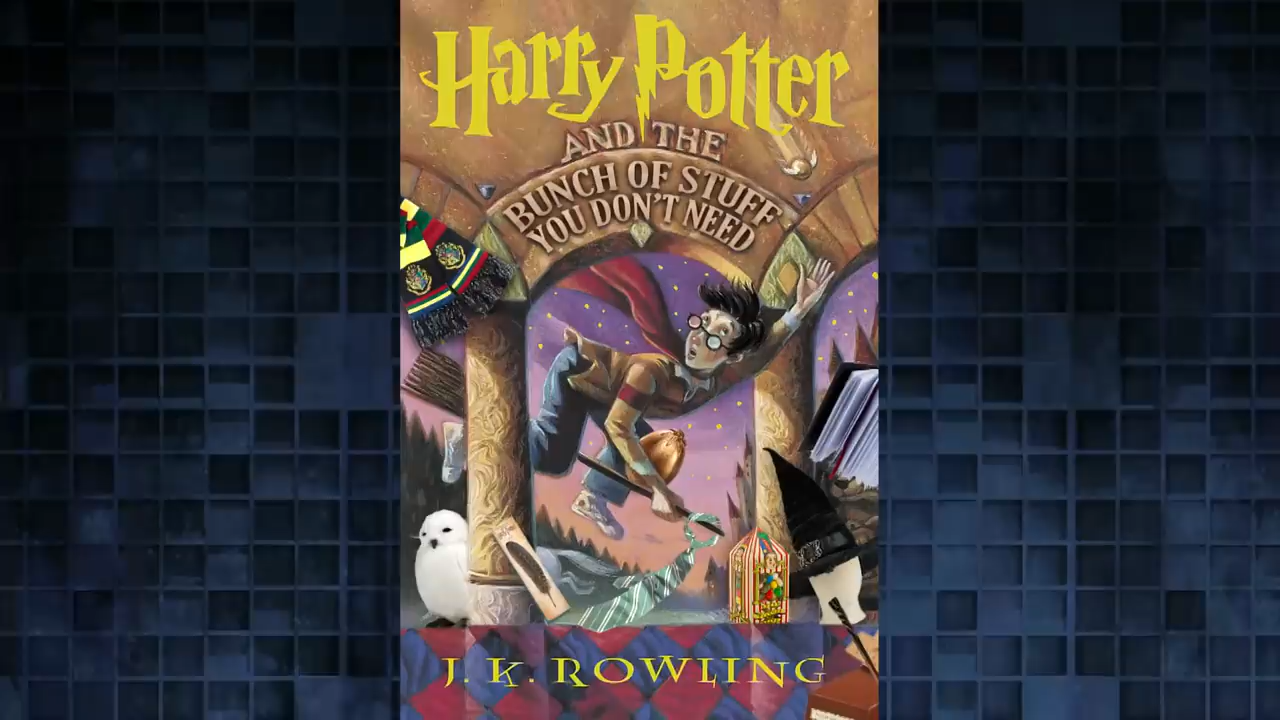 Harry Potter
AND THE
BUNCH OF STUFF
YOU DON'T NEED
J. K. ROWLING